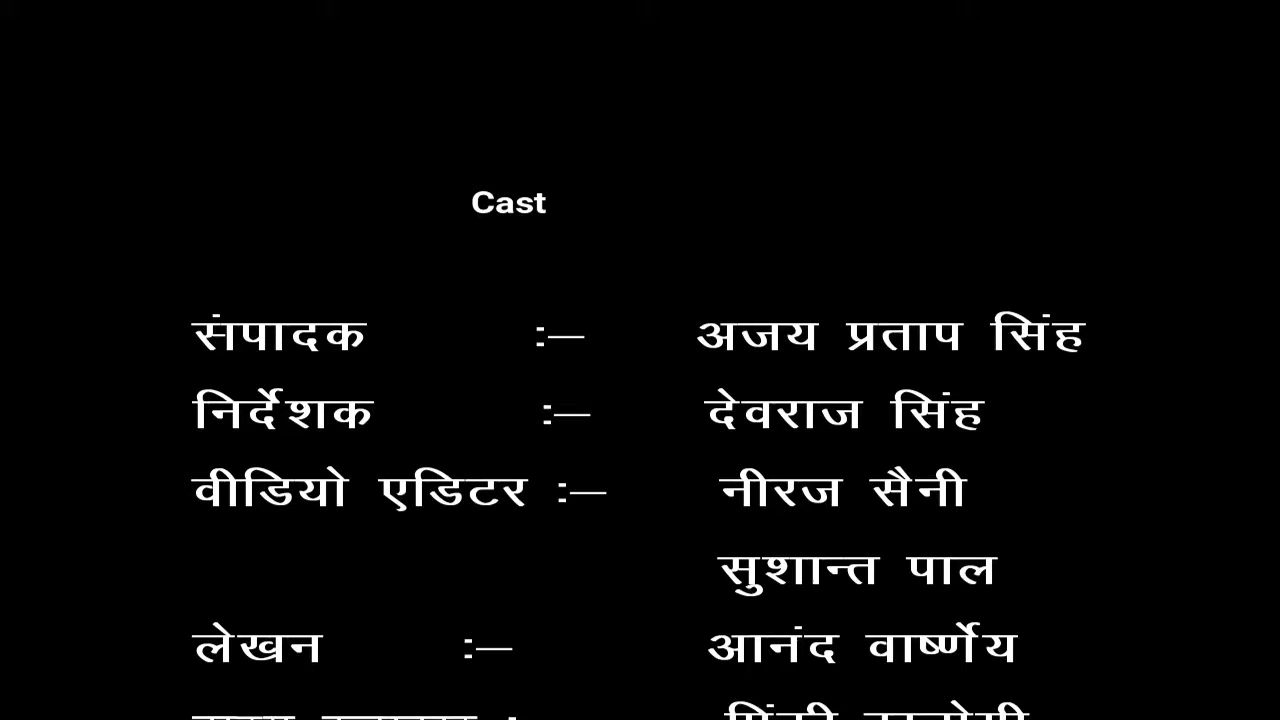 Cast
संपादक :— अजय प्रताप सिंह
निर्देशक :— देवराज सिंह
वीडियो एडिटर :— नीरज सैनी
सुशान्त पाल
लेखन :— आनंद वार्ष्णेय